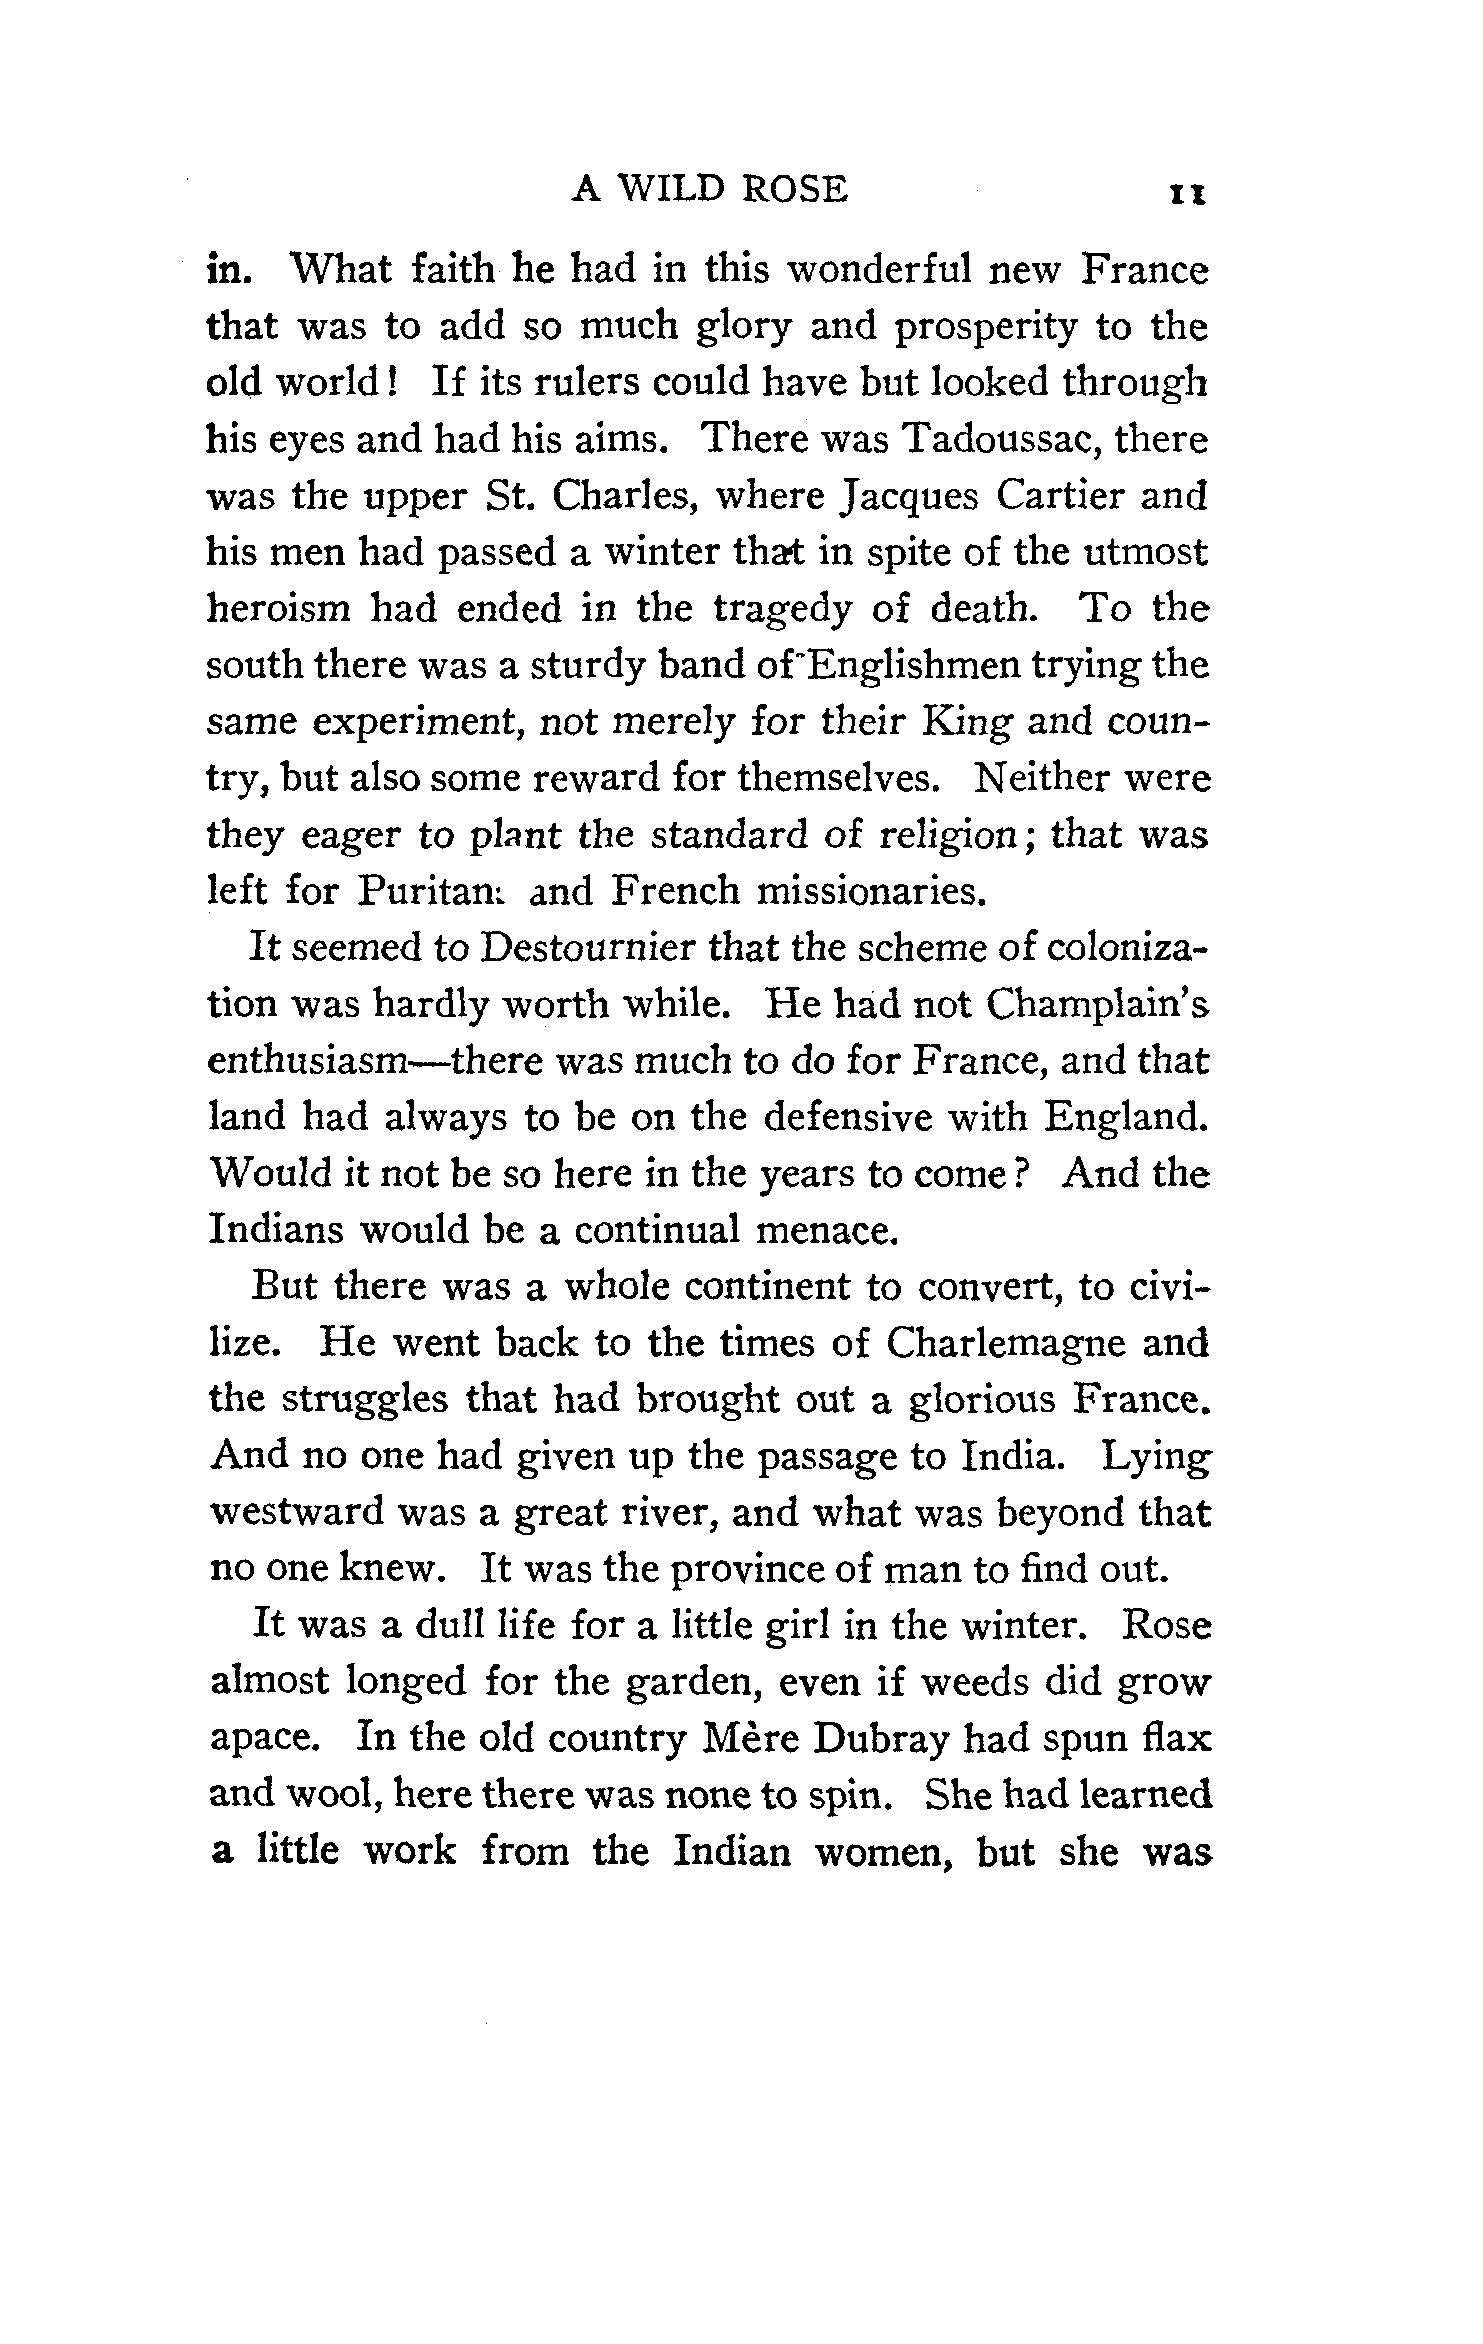 A WILD ROSE 11
in. What faith he had in this wonderful new France
that was to add so much glory and prosperity to the
old world! If its rulers could have but looked through
his eyes and had his aims. There was Tadoussac, there
was the upper St. Charles, where Jacques Cartier and
his men had passed a winter that in spite of the utmost
heroism had ended in the tragedy of death. To the
south there was a sturdy band of Englishmen trying the
same experiment, not merely for their King and coun-
try, but also some reward for themselves. Neither were
they eager to plant the standard of religion; that was
left for Puritan and French missionaries.
It seemed to Destournier that the scheme of coloniza-
tion was hardly worth while. He had not Champlain's
enthusiasm—there was much to do for France, and that
land had always to be on the defensive with England.
Would it not be so here in the years to come? And the
Indians would be a continual menace.
But there was a whole continent to convert, to civi-
lize. He went back to the times of Charlemagne and
the struggles that had brought out a glorious France.
And no one had given up the passage to India. Lying
westward was a great river, and what was beyond that
no one knew. It was the province of man to find out.
It was a dull life for a little girl in the winter. Rose
almost longed for the garden, even if weeds did grow
apace. In the old country Mère Dubray had spun flax
and wool, here there was none to spin. She had learned
a little work from the Indian women, but she was